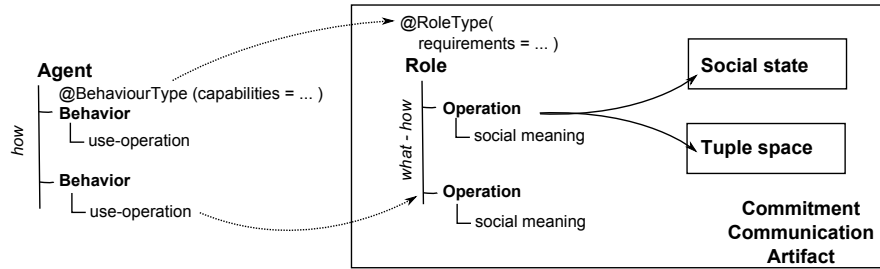 Agent
@BehaviourType (capabilities = ... )
how
Behavior
use-operation
Behavior
use-operation
@RoleType(
requirements = ... )
Role
what - how
Operation
social meaning
Operation
social meaning
Social state
Tuple space
Commitment
Communication
Artifact